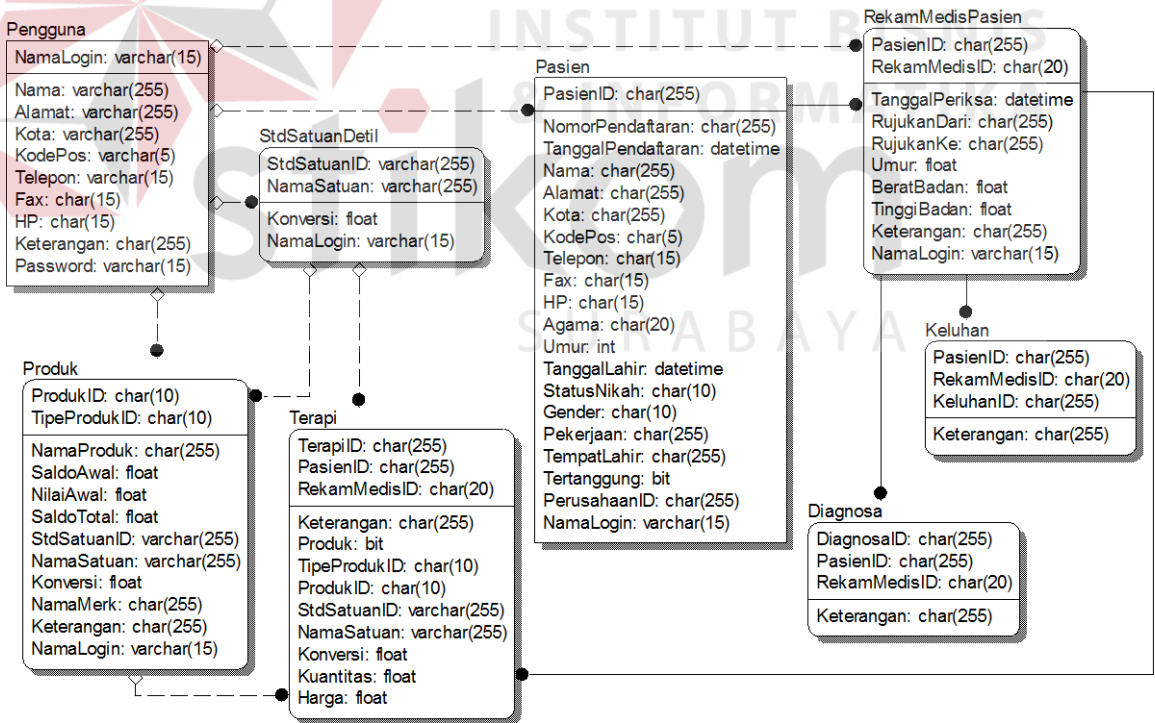 INSTITUT BISNIS
& INFORMATIKA
stikom
SURABAYA
Pengguna
NamaLogin: varchar(15)
Nama: varchar(255)
Alamat: varchar(255)
Kota: varchar(255)
KodePos: varchar(5)
Telepon: varchar(15)
Fax: char(15)
HP: char(15)
Keterangan: char(255)
Password: varchar(15)
StdSatuanDetil
StdSatuanID: varchar(255)
NamaSatuan: varchar(255)
Konversi: float
NamaLogin: varchar(15)
Pasien
PasienID: char(255)
NomorPendaftaran: char(255)
TanggalPendaftaran: datetime
Nama: char(255)
Alamat: char(255)
Kota: char(255)
KodePos: char(5)
Telepon: char(15)
Fax: char(15)
HP: char(15)
Agama: char(20)
Umur: int
TanggalLahir: datetime
StatusNikah: char(10)
Gender: char(10)
Pekerjaan: char(255)
TempatLahir: char(255)
Tertanggung: bit
PerusahaanID: char(255)
NamaLogin: varchar(15)
RekamMedisPasien
PasienID: char(255)
RekamMedisID: char(20)
TanggalPeriksa: datetime
RujukanDari: char(255)
RujukanKe: char(255)
Umur: float
BeratBadan: float
TinggiBadan: float
Keterangan: char(255)
NamaLogin: varchar(15)
Keluhan
PasienID: char(255)
RekamMedisID: char(20)
KeluhanID: char(255)
Keterangan: char(255)
Produk
ProdukID: char(10)
TipeProdukID: char(10)
NamaProduk: char(255)
SaldoAwal: float
NilaiAwal: float
SaldoTotal: float
StdSatuanID: varchar(255)
NamaSatuan: varchar(255)
Konversi: float
NamaMerk: char(255)
Keterangan: char(255)
NamaLogin: varchar(15)
Terapi
TerapiID: char(255)
PasienID: char(255)
RekamMedisID: char(20)
Keterangan: char(255)
Produk: bit
TipeProdukID: char(10)
ProdukID: char(10)
StdSatuanID: varchar(255)
NamaSatuan: varchar(255)
Konversi: float
Kuantitas: float
Harga: float
Diagnosa
DiagnosaID: char(255)
PasienID: char(255)
RekamMedisID: char(20)
Keterangan: char(255)